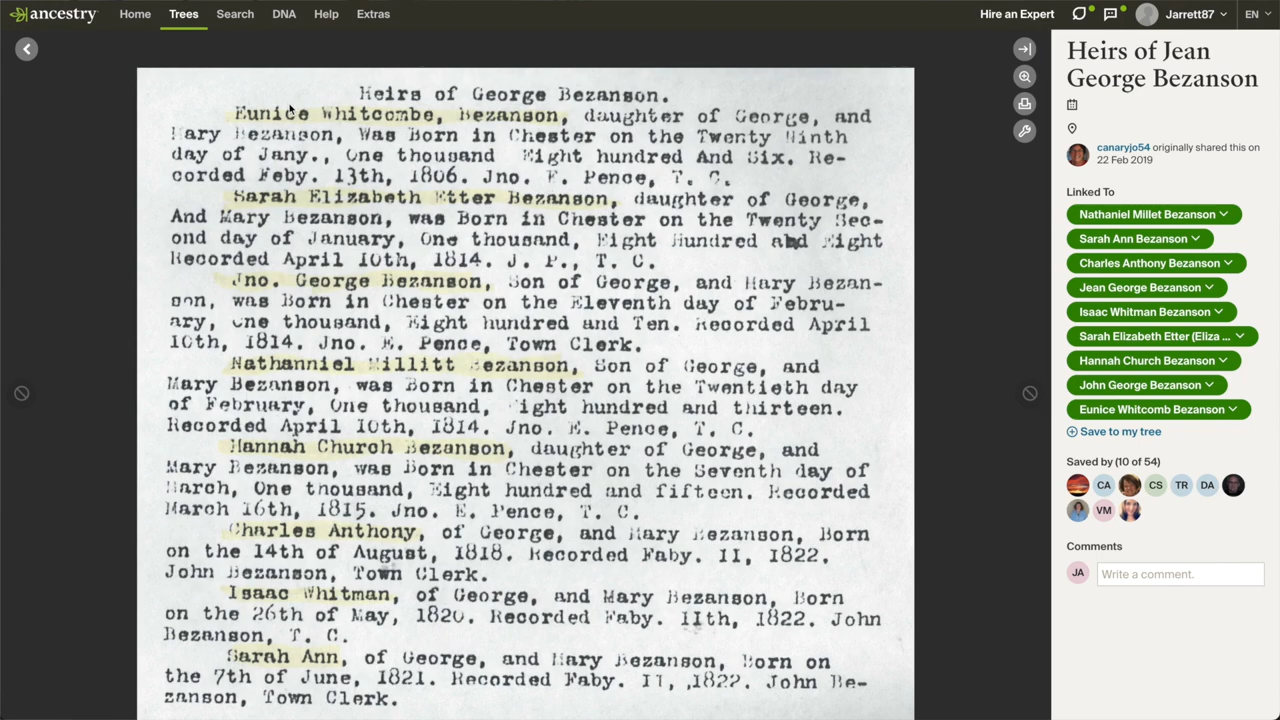 ancestry Home Trees Search DNA Help Extras Hire an Expert Jarrett87 EN
Heirs of George Bezanson.
Eunice Whitcombe, Bezanson, daughter of George, and
Mary Bezanson, Was Born in Chester on the Twenty Ninth
day of Jany., One thousand Eight hundred And Six. Re-
corded Feby. 13th, 1806. Jno. E. Pence, T. C.
Sarah Elizabeth Etter Bezanson, daughter of George,
And Mary Bezanson, was Born in Chester on the Twenty Sec-
ond day of January, One thousand, Eight Hundred and Eight
Recorded April 10th, 1814. J. P., T. C.
Jno. George Bezanson, Son of George, and Mary Bezan-
son, was Born in Chester on the Eleventh day of Febru-
ary, One thousand, Eight hundred and Ten. Recorded April
10th, 1814. Jno. E. Pence, Town Clerk.
Nathanniel Millitt Bezanson, Son of George, and
Mary Bezanson, was Born in Chester on the Twentieth day
of February, One thousand, Eight hundred and thirteen.
Recorded April 10th, 1814. Jno. E. Pence, T. C.
Hannah Church Bezanson, daughter of George, and
Mary Bezanson, was Born in Chester on the Seventh day of
March, One thousand, Eight hundred and fifteen. Recorded
March 16th, 1815. Jno. E. Pence, T. C.
Charles Anthony, of George, and Mary Bezanson, Born
on the 14th of August, 1818. Recorded Faby. 11, 1822.
John Bezanson, Town Clerk.
Isaac Whitman, of George, and Mary Bezanson, Born
on the 26th of May, 1820. Recorded Faby. 11th, 1822. John
Bezanson, T. C.
Sarah Ann, of George, and Mary Bezanson, Born on
the 7th of June, 1821. Recorded Faby. 11, ,1822. John Be-
zanson, Town Clerk.
Heirs of Jean
George Bezanson
canaryjo54 originally shared this on
22 Feb 2019
Linked To
Nathaniel Millet Bezanson
Sarah Ann Bezanson
Charles Anthony Bezanson
Jean George Bezanson
Isaac Whitman Bezanson
Sarah Elizabeth Etter (Eliza ...
Hannah Church Bezanson
John George Bezanson
Eunice Whitcomb Bezanson
Save to my tree
Saved by (10 of 54)
CA CS TR DA
VM
Comments
JA Write a comment.